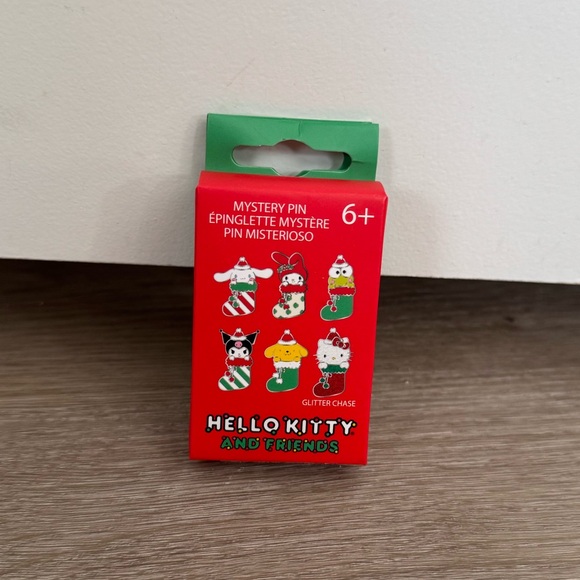 MYSTERY PIN
ÉPINGLETTE MYSTÈRE
PIN MISTERIOSO
6+
GLITTER CHASE
HELLO KITTY
AND FRIENDS